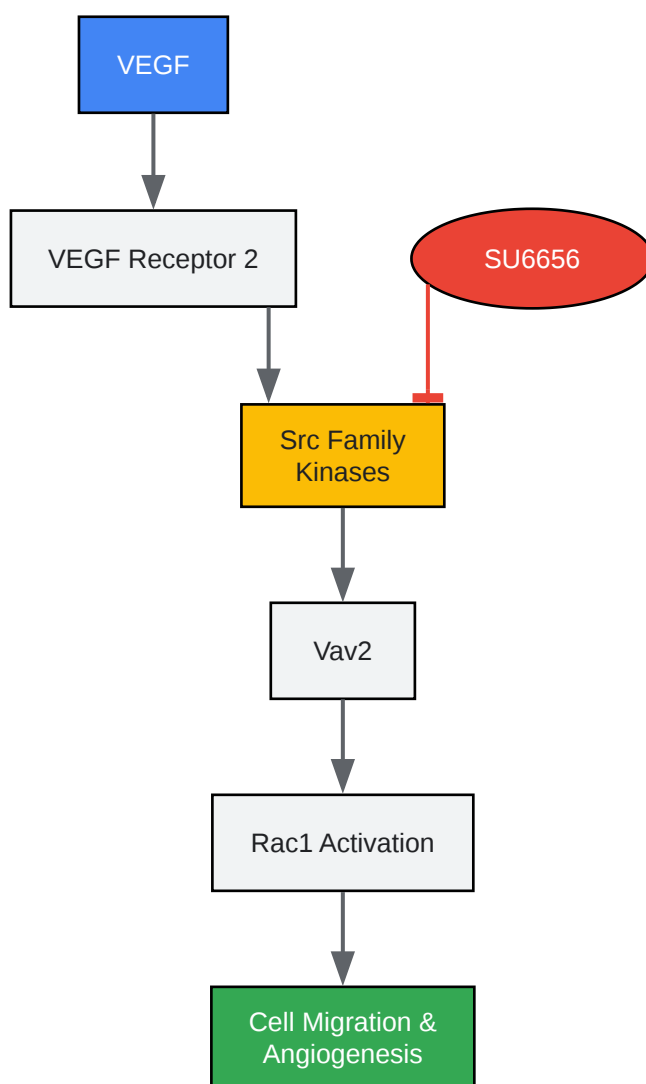 VEGF
VEGF Receptor 2
SU6656
Src Family
Kinases
Vav2
Rac1 Activation
Cell Migration &
Angiogenesis